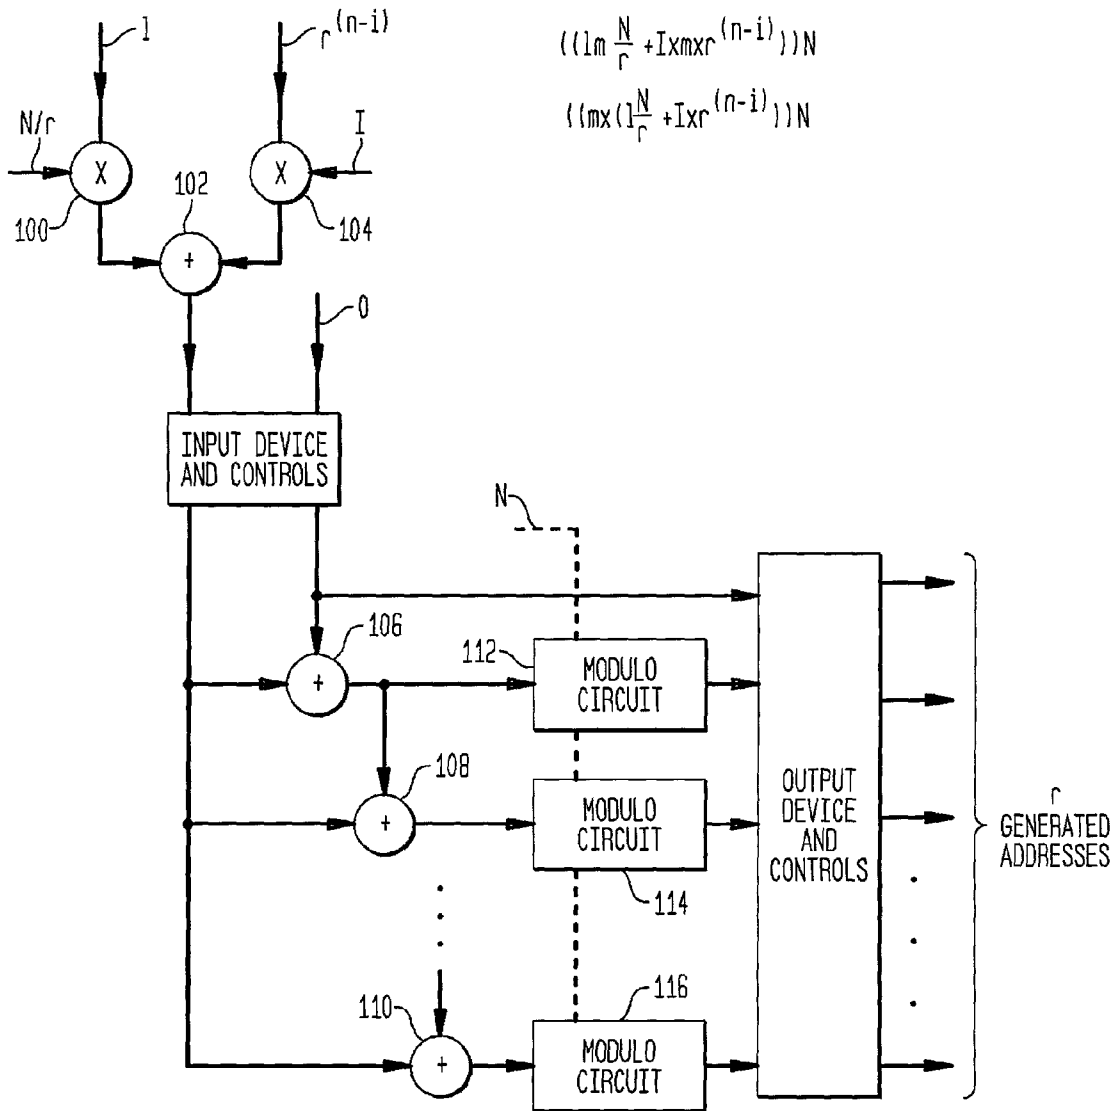 l
r(n-i)
((lm N/r +Ixmxr(n-i)))N
((mx(l N/r +Ixr(n-i)))N
N/r
I
X
X
100
102
104
+
0
INPUT DEVICE
AND CONTROLS
N
106
+
112
MODULO
CIRCUIT
108
+
MODULO
CIRCUIT
114
OUTPUT
DEVICE
AND
CONTROLS
r
GENERATED
ADDRESSES
110
+
116
MODULO
CIRCUIT